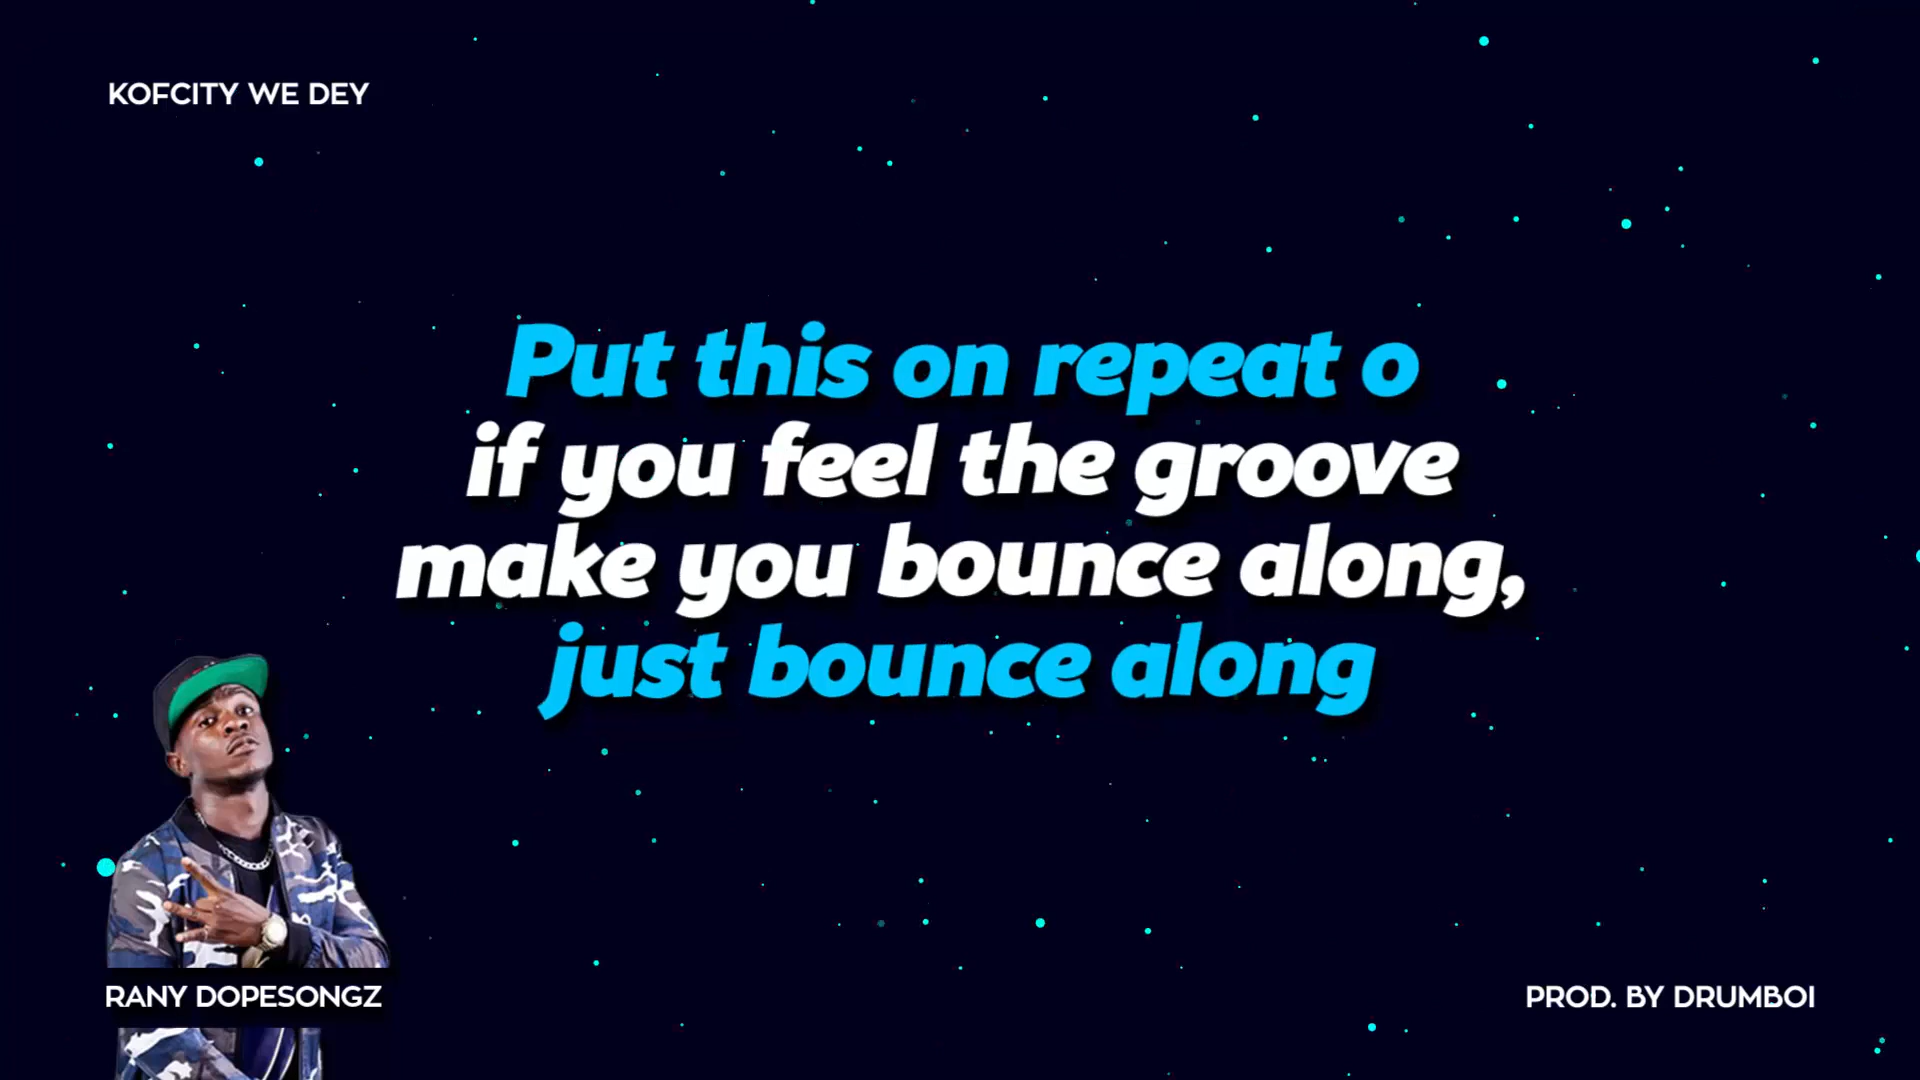 KOFCITY WE DEY
Put this on repeat o
if you feel the groove
make you bounce along,
just bounce along
RANY DOPESONGZ
PROD. BY DRUMBOI